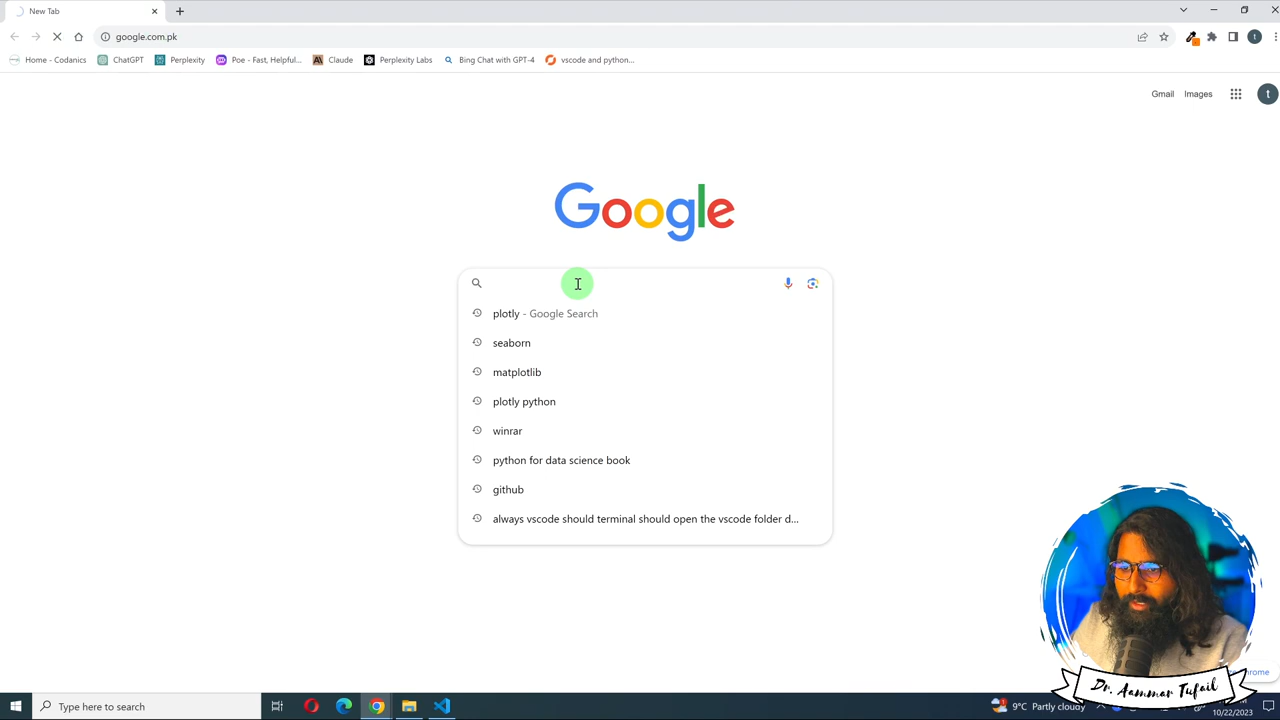 New Tab
google.com.pk
Home - Codanics
ChatGPT
Perplexity
Poe - Fast, Helpful...
Claude
Perplexity Labs
Bing Chat with GPT-4
vscode and python...
Gmail
Images
t
Google
plotly - Google Search
seaborn
matplotlib
plotly python
winrar
python for data science book
github
always vscode should terminal should open the vscode folder d...
Dr. Aammar Tufail
Type here to search
9°C Partly cloudy
10/22/2023